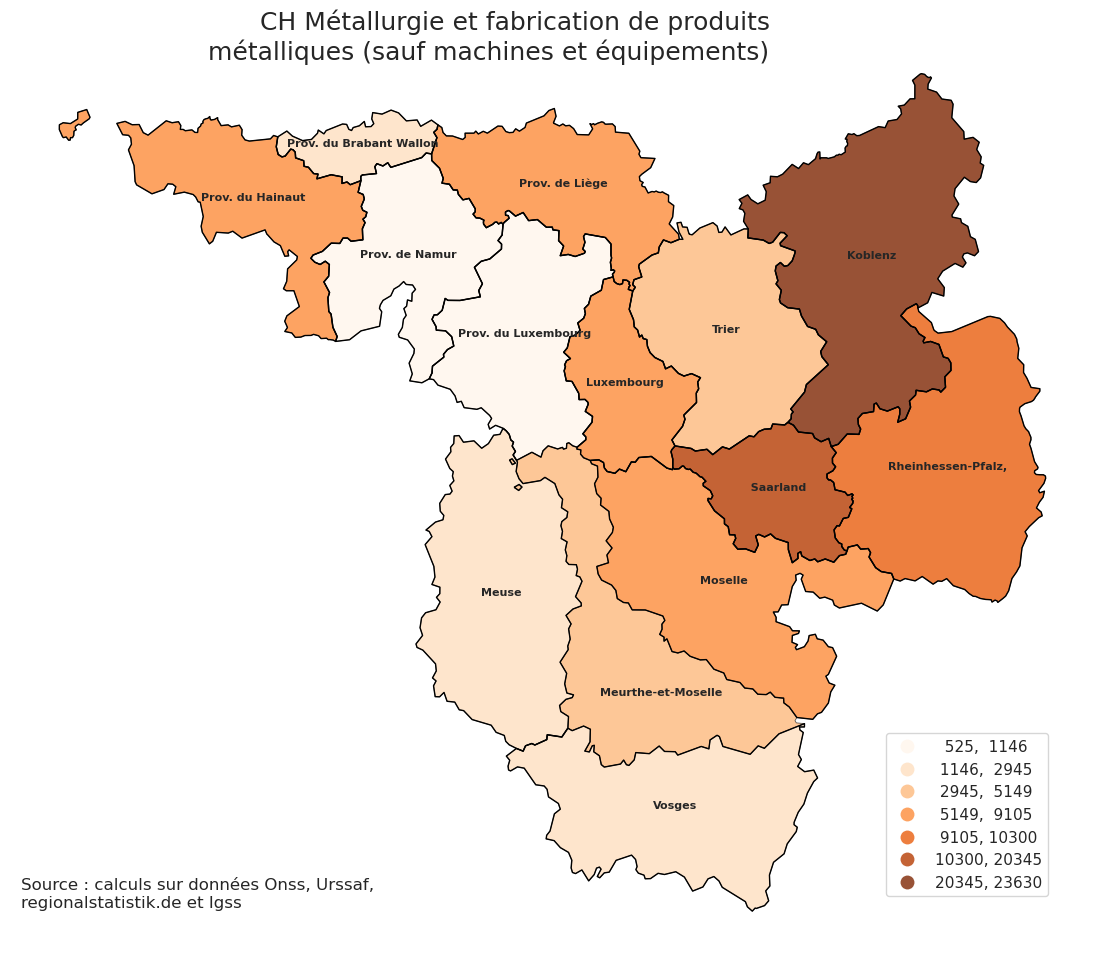 CH Métallurgie et fabrication de produits
métalliques (sauf machines et équipements)
Prov. du Brabant Wallon
Prov. de Liège
Prov. du Hainaut
Prov. de Namur
Koblenz
Prov. du Luxembourg
Trier
Luxembourg
Rheinhessen-Pfalz,
Saarland
Moselle
Meuse
Meurthe-et-Moselle
Vosges
525, 1146
1146, 2945
2945, 5149
5149, 9105
9105, 10300
10300, 20345
20345, 23630
Source : calculs sur données Onss, Urssaf,
regionalstatistik.de et Igss